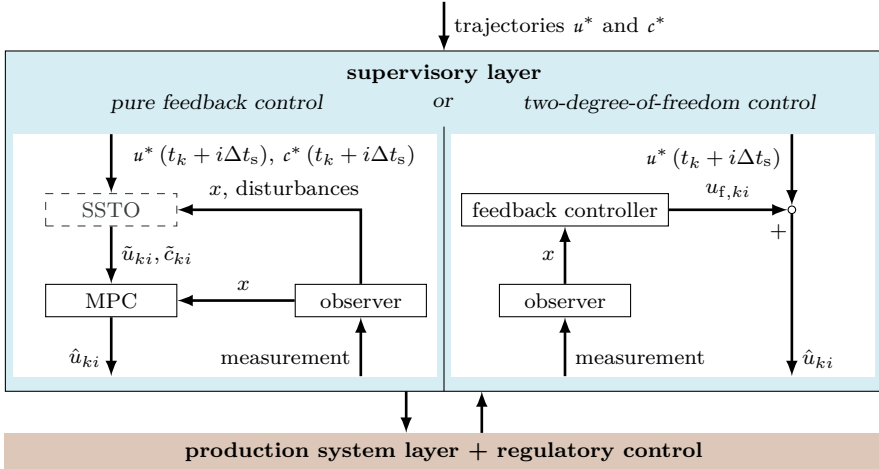 trajectories u* and c*
supervisory layer
pure feedback control or two-degree-of-freedom control
u* (t_k + iΔt_s), c* (t_k + iΔt_s)
x, disturbances
SSTO
ũ_ki, c̃_ki
MPC
x
observer
û_ki
measurement
u* (t_k + iΔt_s)
u_f,ki
feedback controller
+
x
observer
measurement
û_ki
production system layer + regulatory control